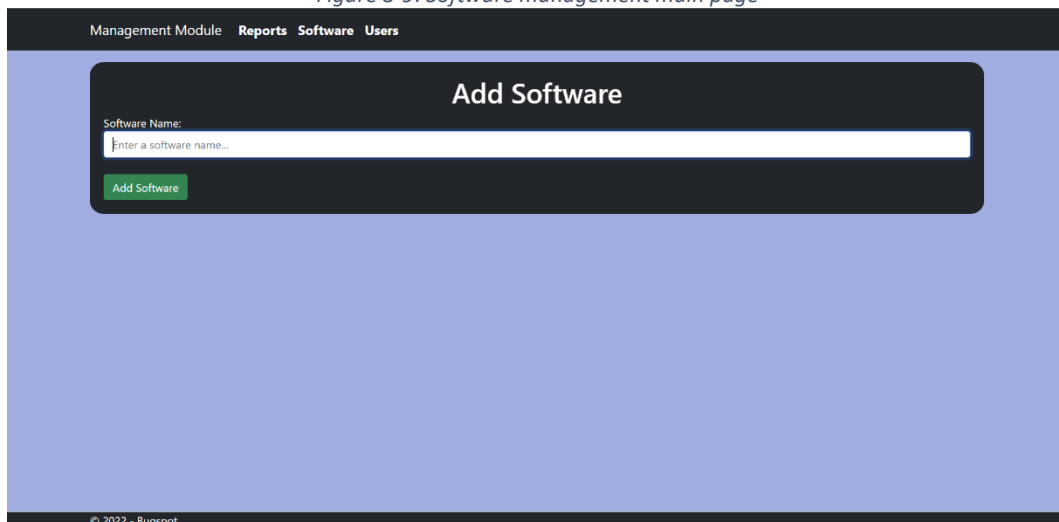 Figure 5-9: Software management main page
Management Module Reports Software Users
Add Software
Software Name:
Enter a software name...
Add Software
© 2022 - Bugspot